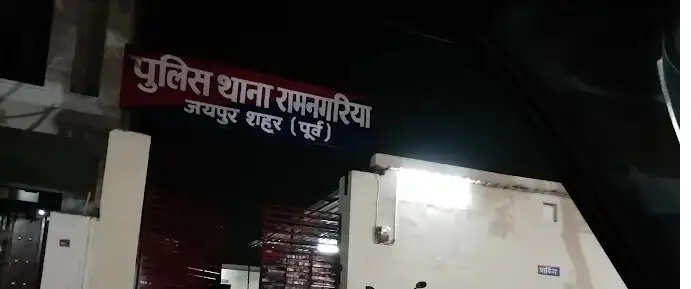 पुलिस थाना रामनगरिया
जयपुर शहर (पूर्व)